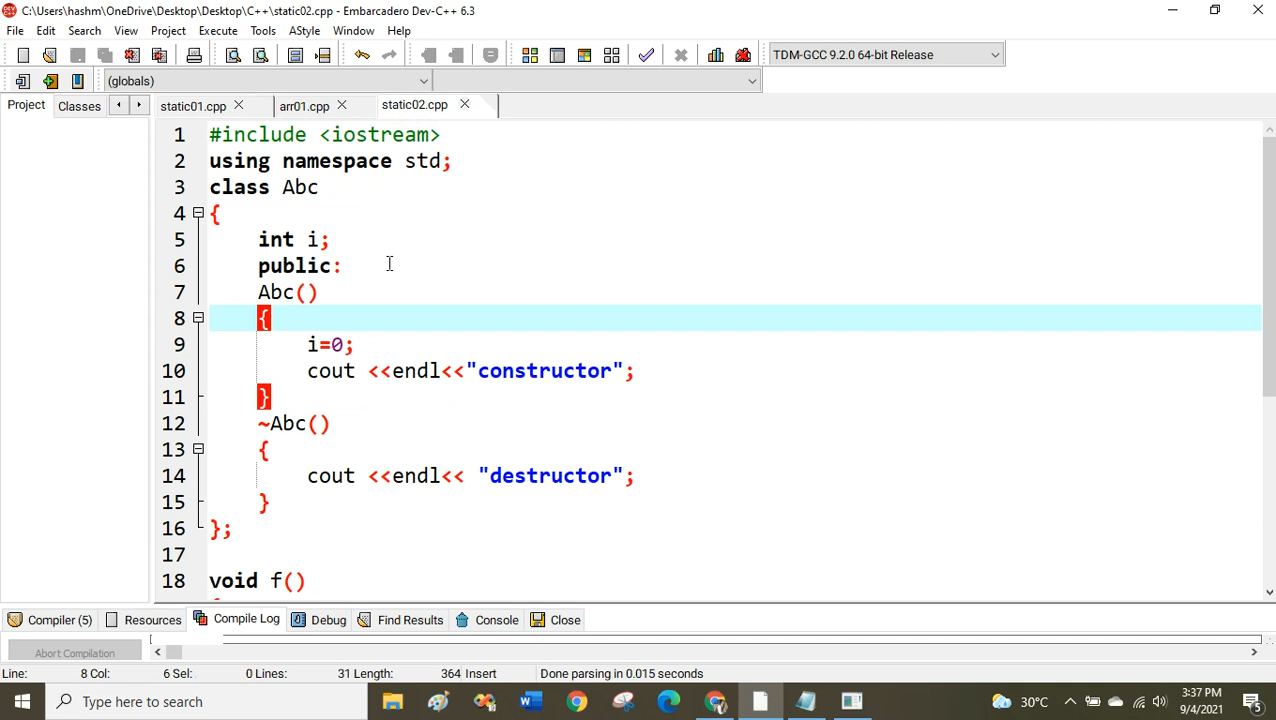 C:\Users\hashm\OneDrive\Desktop\Desktop\C++\static02.cpp - Embarcadero Dev-C++ 6.3
File Edit Search View Project Execute Tools AStyle Window Help
TDM-GCC 9.2.0 64-bit Release
(globals)
Project Classes static01.cpp arr01.cpp static02.cpp
1 #include <iostream>
2 using namespace std;
3 class Abc
4 {
5 int i;
6 public:
7 Abc()
8 {
9 i=0;
10 cout <<endl<<"constructor";
11 }
12 ~Abc()
13 {
14 cout <<endl<< "destructor";
15 }
16 };
17
18 void f()
Compiler (5) Resources Compile Log Debug Find Results Console Close
Abort Compilation
Line: 8 Col: 6 Sel: 0 Lines: 31 Length: 364 Insert Done parsing in 0.015 seconds
Type here to search
30°C
3:37 PM
9/4/2021
5